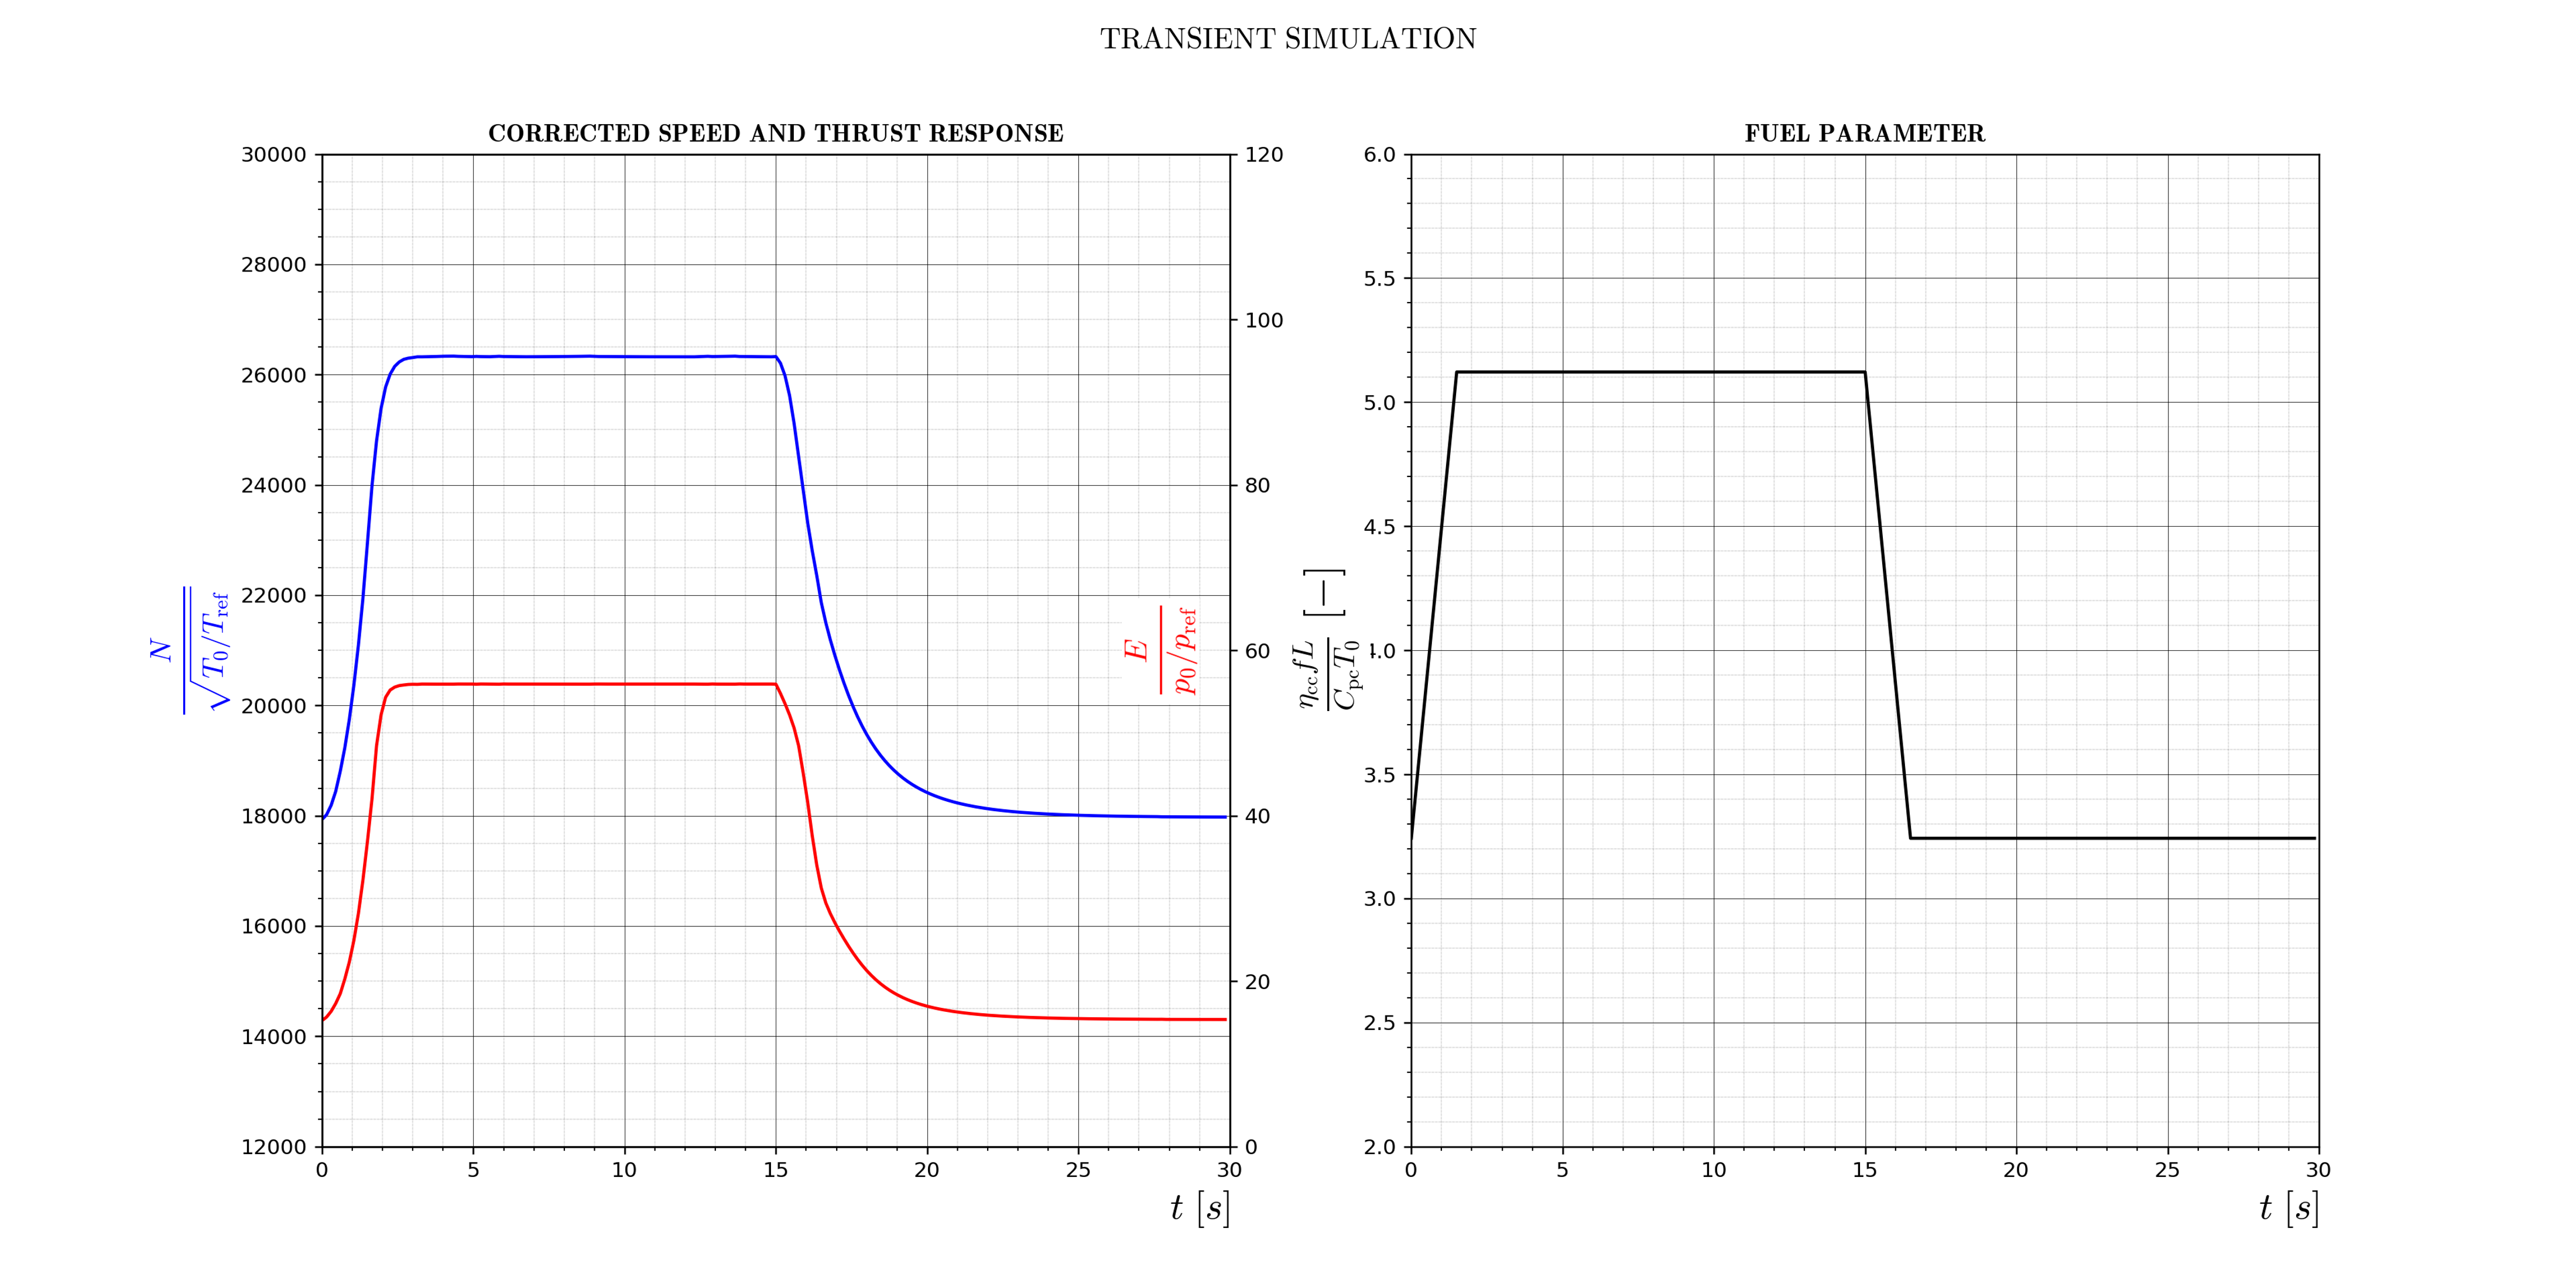 TRANSIENT SIMULATION
CORRECTED SPEED AND THRUST RESPONSE
30000
28000
26000
24000
22000
20000
18000
16000
14000
12000
N
√T0/Tref
0 5 10 15 20 25 30
t [s]
120
100
80
60
40
20
0
E
p0/pref
FUEL PARAMETER
6.0
5.5
5.0
4.5
4.0
3.5
3.0
2.5
2.0
ηccfL
CpcT0
[−]
0 5 10 15 20 25 30
t [s]